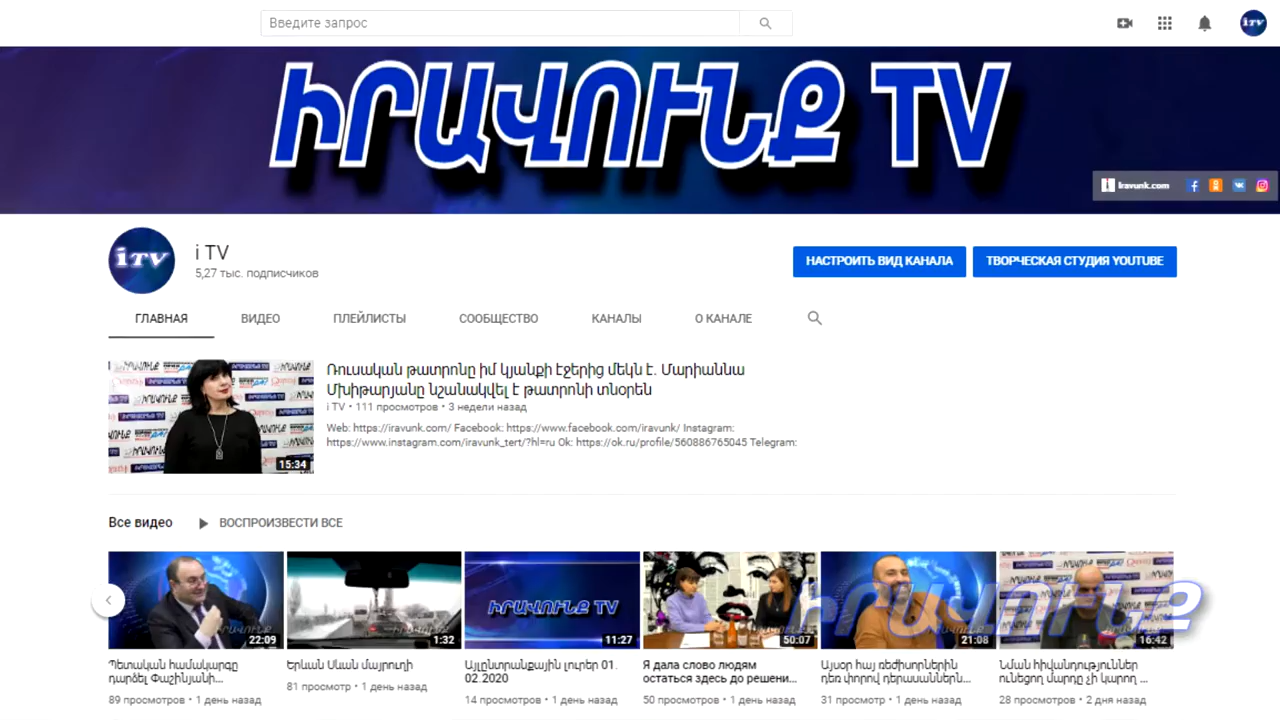 Введите запрос
iTV
ԻՐԱՎՈՒՆՔ TV
Iravunk.com
iTV
i TV
5,27 тыс. подписчиков
НАСТРОИТЬ ВИД КАНАЛА
ТВОРЧЕСКАЯ СТУДИЯ YOUTUBE
ГЛАВНАЯ ВИДЕО ПЛЕЙЛИСТЫ СООБЩЕСТВО КАНАЛЫ О КАНАЛЕ
15:34
Ռուսական թատրոնը իմ կյանքի էջերից մեկն է. Մարիաննա
Մխիթարյանը նշանակվել է թատրոնի տնօրեն
i TV • 111 просмотров • 3 недели назад
Web: https://iravunk.com/ Facebook: https://www.facebook.com/iravunk/ Instagram:
https://www.instagram.com/iravunk_tert/?hl=ru Ok: https://ok.ru/profile/560886765045 Telegram:
Все видео ВОСПРОИЗВЕСТИ ВСЕ
ԻՐԱՎՈՒՆՔ TV
ԻՐԱՎՈՒՆՔ
22:09 1:32 11:27 50:07 21:08 16:42
Պետական համակարգը
դարձել Փաշինյանի...
89 просмотров • 1 день назад
Երևան Սևան մայրուղի
81 просмотр • 1 день назад
Այլընտրանքային լուրեր 01.
02.2020
14 просмотров • 1 день назад
Я дала слово людям
остаться здесь до решени...
50 просмотров • 1 день назад
Այսօր հայ ռեժիսորներին
դեռ փորով դերասաններն...
31 просмотр • 1 день назад
Նման հիվանդություններ
ունեցող մարդը չի կարող ...
28 просмотров • 2 дня назад